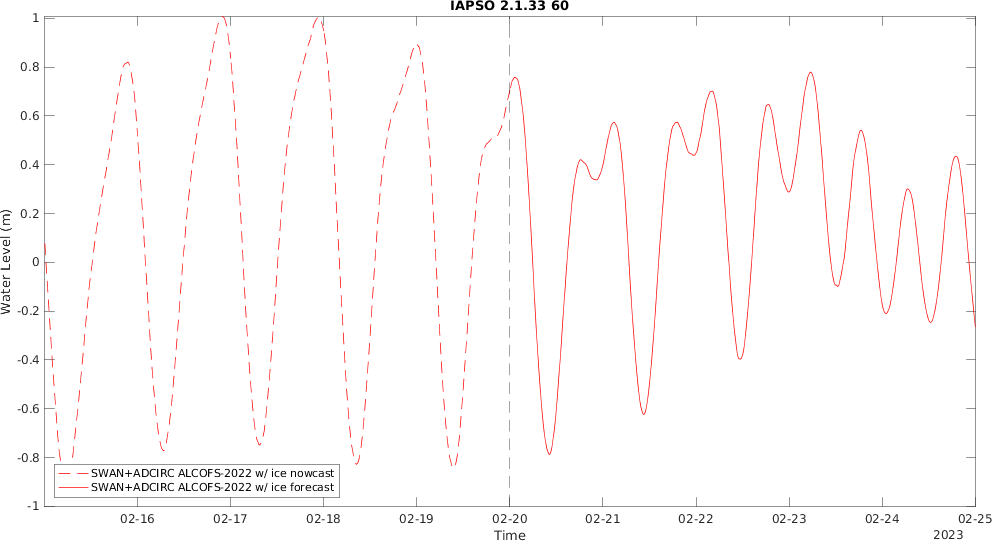 IAPSO 2.1.33 60
1
0.8
0.6
0.4
0.2
0
-0.2
-0.4
-0.6
-0.8
-1
Water Level (m)
SWAN+ADCIRC ALCOFS-2022 w/ ice nowcast
SWAN+ADCIRC ALCOFS-2022 w/ ice forecast
02-16 02-17 02-18 02-19 02-20 02-21 02-22 02-23 02-24 02-25
Time
2023